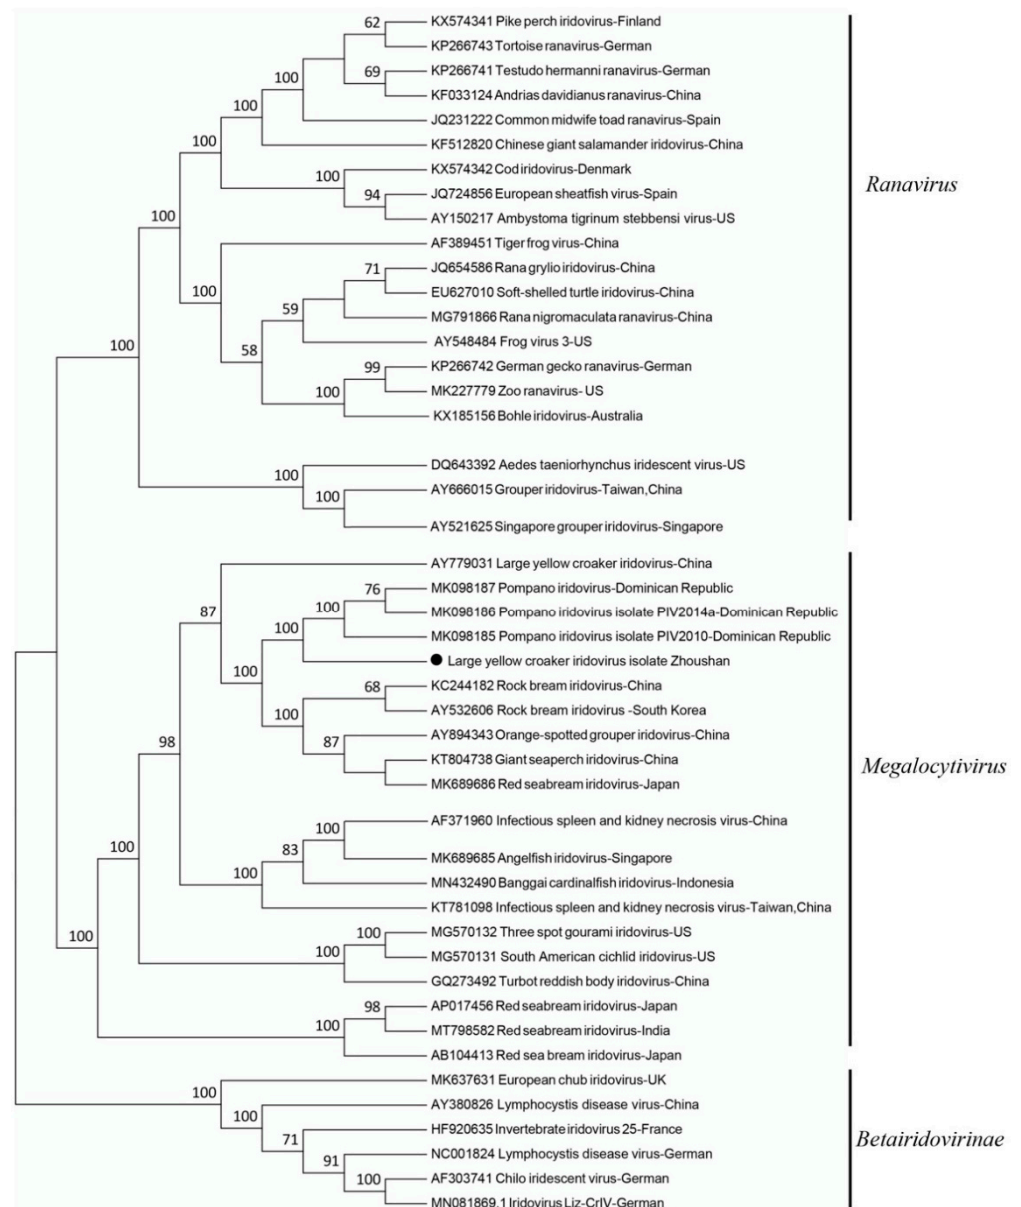 62
KX574341 Pike perch iridovirus-Finland
KP266743 Tortoise ranavirus-German
69
KP266741 Testudo hermanni ranavirus-German
100
KF033124 Andrias davidianus ranavirus-China
100
JQ231222 Common midwife toad ranavirus-Spain
100
KF512820 Chinese giant salamander iridovirus-China
100
KX574342 Cod iridovirus-Denmark
94
JQ724856 European sheatfish virus-Spain
Ranavirus
100
AY150217 Ambystoma tigrinum stebbensi virus-US
AF389451 Tiger frog virus-China
71
JQ654586 Rana grylio iridovirus-China
100
EU627010 Soft-shelled turtle iridovirus-China
59
MG791866 Rana nigromaculata ranavirus-China
100
AY548484 Frog virus 3-US
58
99
KP266742 German gecko ranavirus-German
100
MK227779 Zoo ranavirus- US
KX185156 Bohle iridovirus-Australia
100
DQ643392 Aedes taeniorhynchus iridescent virus-US
100
AY666015 Grouper iridovirus-Taiwan,China
AY521625 Singapore grouper iridovirus-Singapore
AY779031 Large yellow croaker iridovirus-China
76
MK098187 Pompano iridovirus-Dominican Republic
87
100
MK098186 Pompano iridovirus isolate PIV2014a-Dominican Republic
100
MK098185 Pompano iridovirus isolate PIV2010-Dominican Republic
Large yellow croaker iridovirus isolate Zhoushan
100
68
KC244182 Rock bream iridovirus-China
100
AY532606 Rock bream iridovirus -South Korea
98
87
AY894343 Orange-spotted grouper iridovirus-China
KT804738 Giant seaperch iridovirus-China
Megalocytivirus
MK689686 Red seabream iridovirus-Japan
100
AF371960 Infectious spleen and kidney necrosis virus-China
100
83
MK689685 Angelfish iridovirus-Singapore
100
MN432490 Banggai cardinalfish iridovirus-Indonesia
KT781098 Infectious spleen and kidney necrosis virus-Taiwan,China
100
100
MG570132 Three spot gourami iridovirus-US
100
MG570131 South American cichlid iridovirus-US
GQ273492 Turbot reddish body iridovirus-China
98
AP017456 Red seabream iridovirus-Japan
100
MT798582 Red seabream iridovirus-India
AB104413 Red sea bream iridovirus-Japan
100
MK637631 European chub iridovirus-UK
100
AY380826 Lymphocystis disease virus-China
71
HF920635 Invertebrate iridovirus 25-France
Betairidovirinae
91
NC001824 Lymphocystis disease virus-German
100
AF303741 Chilo iridescent virus-German
MN081869.1 Iridovirus Liz-CrIV-German